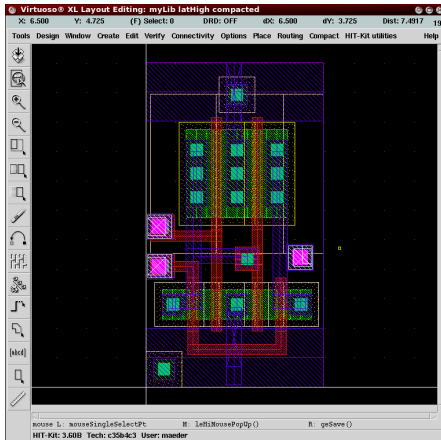 Virtuoso® XL Layout Editing: myLib latHigh compacted
X: 6.500 Y: 4.725 (F) Select: 0 DRD: OFF dX: 6.500 dY: 3.725 Dist: 7.4917 19
Tools Design Window Create Edit Verify Connectivity Options Place Routing Compact HIT-Kit utilities Help
[abcd]
mouse L: mouseSingleSelectPt M: leHiMousePopUp() R: geSave()
HIT-Kit: 3.60B Tech: c35b4c3 User: maeder